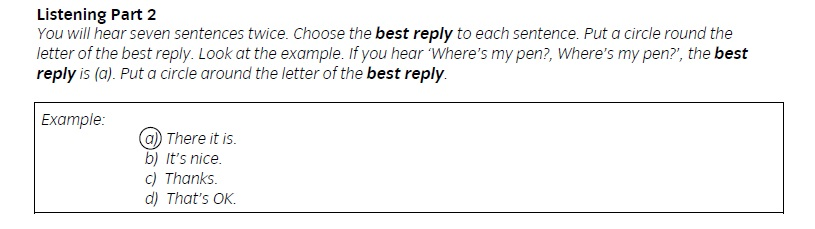 Listening Part 2
You will hear seven sentences twice. Choose the best reply to each sentence. Put a circle round the
letter of the best reply. Look at the example. If you hear ‘Where's my pen?, Where's my pen?’, the best
reply is (a). Put a circle around the letter of the best reply.
Example:
a) There it is.
b) It's nice.
c) Thanks.
d) That's OK.